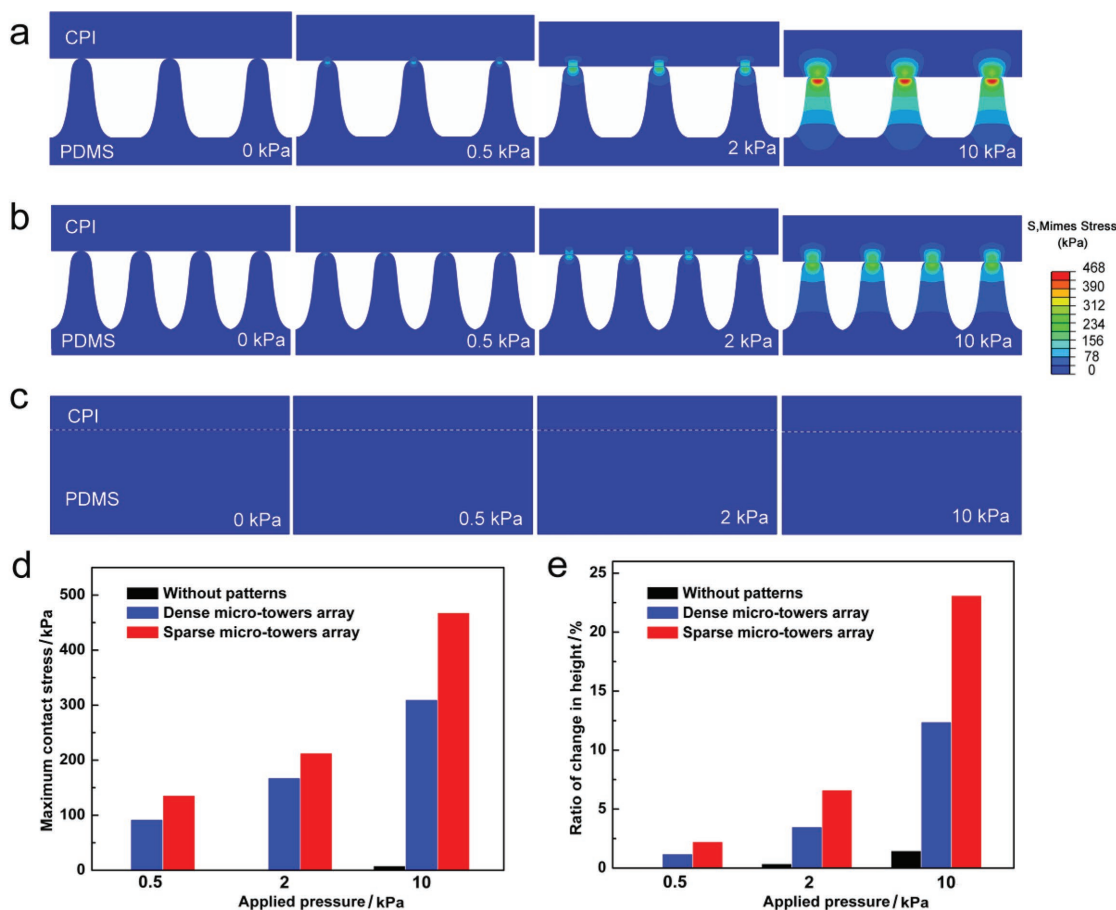 a
CPI
PDMS
0 kPa
0.5 kPa
2 kPa
10 kPa
b
CPI
PDMS
0 kPa
0.5 kPa
2 kPa
10 kPa
S,Mimes Stress
(kPa)
468
390
312
234
156
78
0
c
CPI
PDMS
0 kPa
0.5 kPa
2 kPa
10 kPa
d
Maximum contact stress / kPa
500
400
300
200
100
0
Without patterns
Dense micro-towers array
Sparse micro-towers array
0.5
2
10
Applied pressure / kPa
e
Ratio of change in height / %
25
20
15
10
5
0
Without patterns
Dense micro-towers array
Sparse micro-towers array
0.5
2
10
Applied pressure / kPa